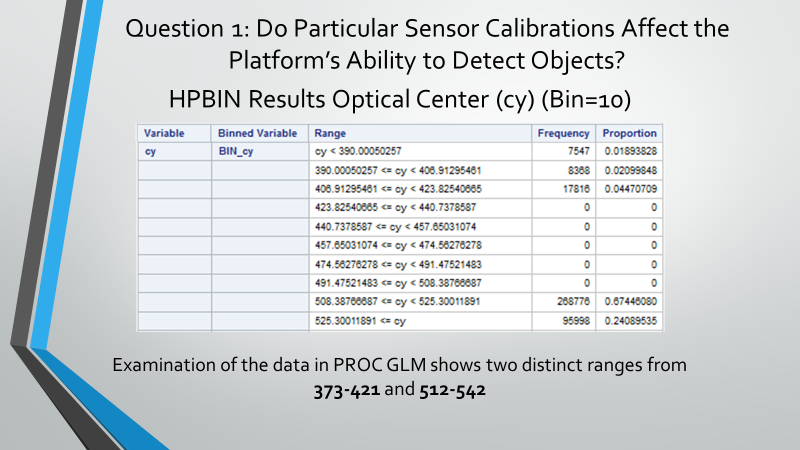 Question 1: Do Particular Sensor Calibrations Affect the
Platform's Ability to Detect Objects?
HPBIN Results Optical Center (cy) (Bin=10)
Variable Binned Variable Range Frequency Proportion
cy BIN_cy cy < 390.00050257 7547 0.01893828
390.00050257 <= cy < 406.91295461 8368 0.02099848
406.91295461 <= cy < 423.82540665 17816 0.04470709
423.82540665 <= cy < 440.7378587 0 0
440.7378587 <= cy < 457.65031074 0 0
457.65031074 <= cy < 474.56276278 0 0
474.56276278 <= cy < 491.47521483 0 0
491.47521483 <= cy < 508.38766687 0 0
508.38766687 <= cy < 525.30011891 268776 0.67446080
525.30011891 <= cy 95998 0.24089535
Examination of the data in PROC GLM shows two distinct ranges from
373-421 and 512-542